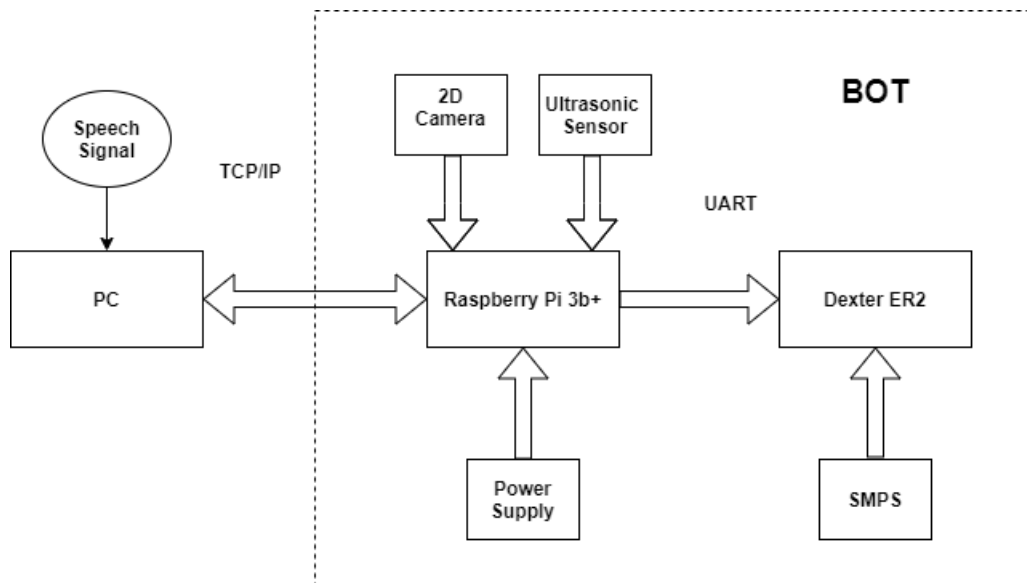 2D
Camera
Ultrasonic
Sensor
BOT
Speech
Signal
TCP/IP
UART
PC
Raspberry Pi 3b+
Dexter ER2
Power
Supply
SMPS